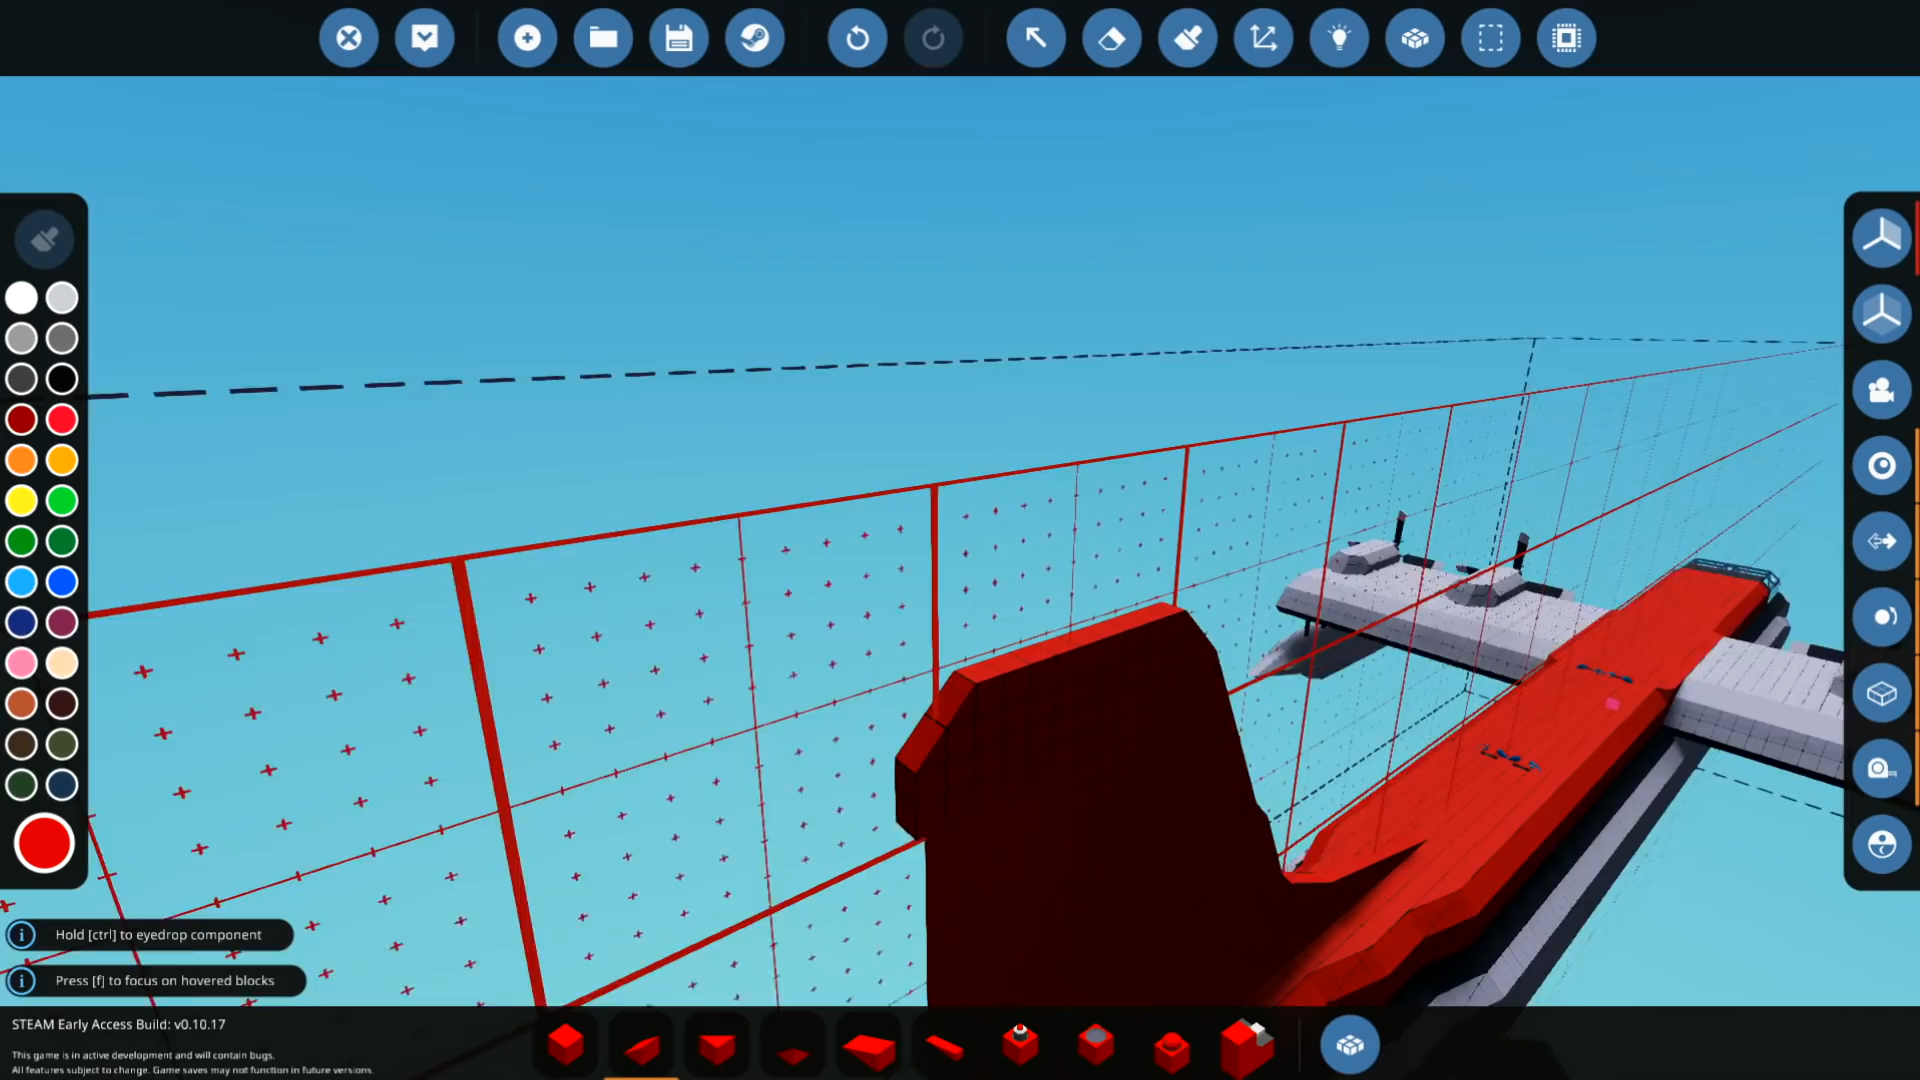 Hold [ctrl] to eyedrop component
Press [f] to focus on hovered blocks
STEAM Early Access Build: v0.10.17
This game is in active development and will contain bugs.
All features subject to change. Game saves may not function in future versions.